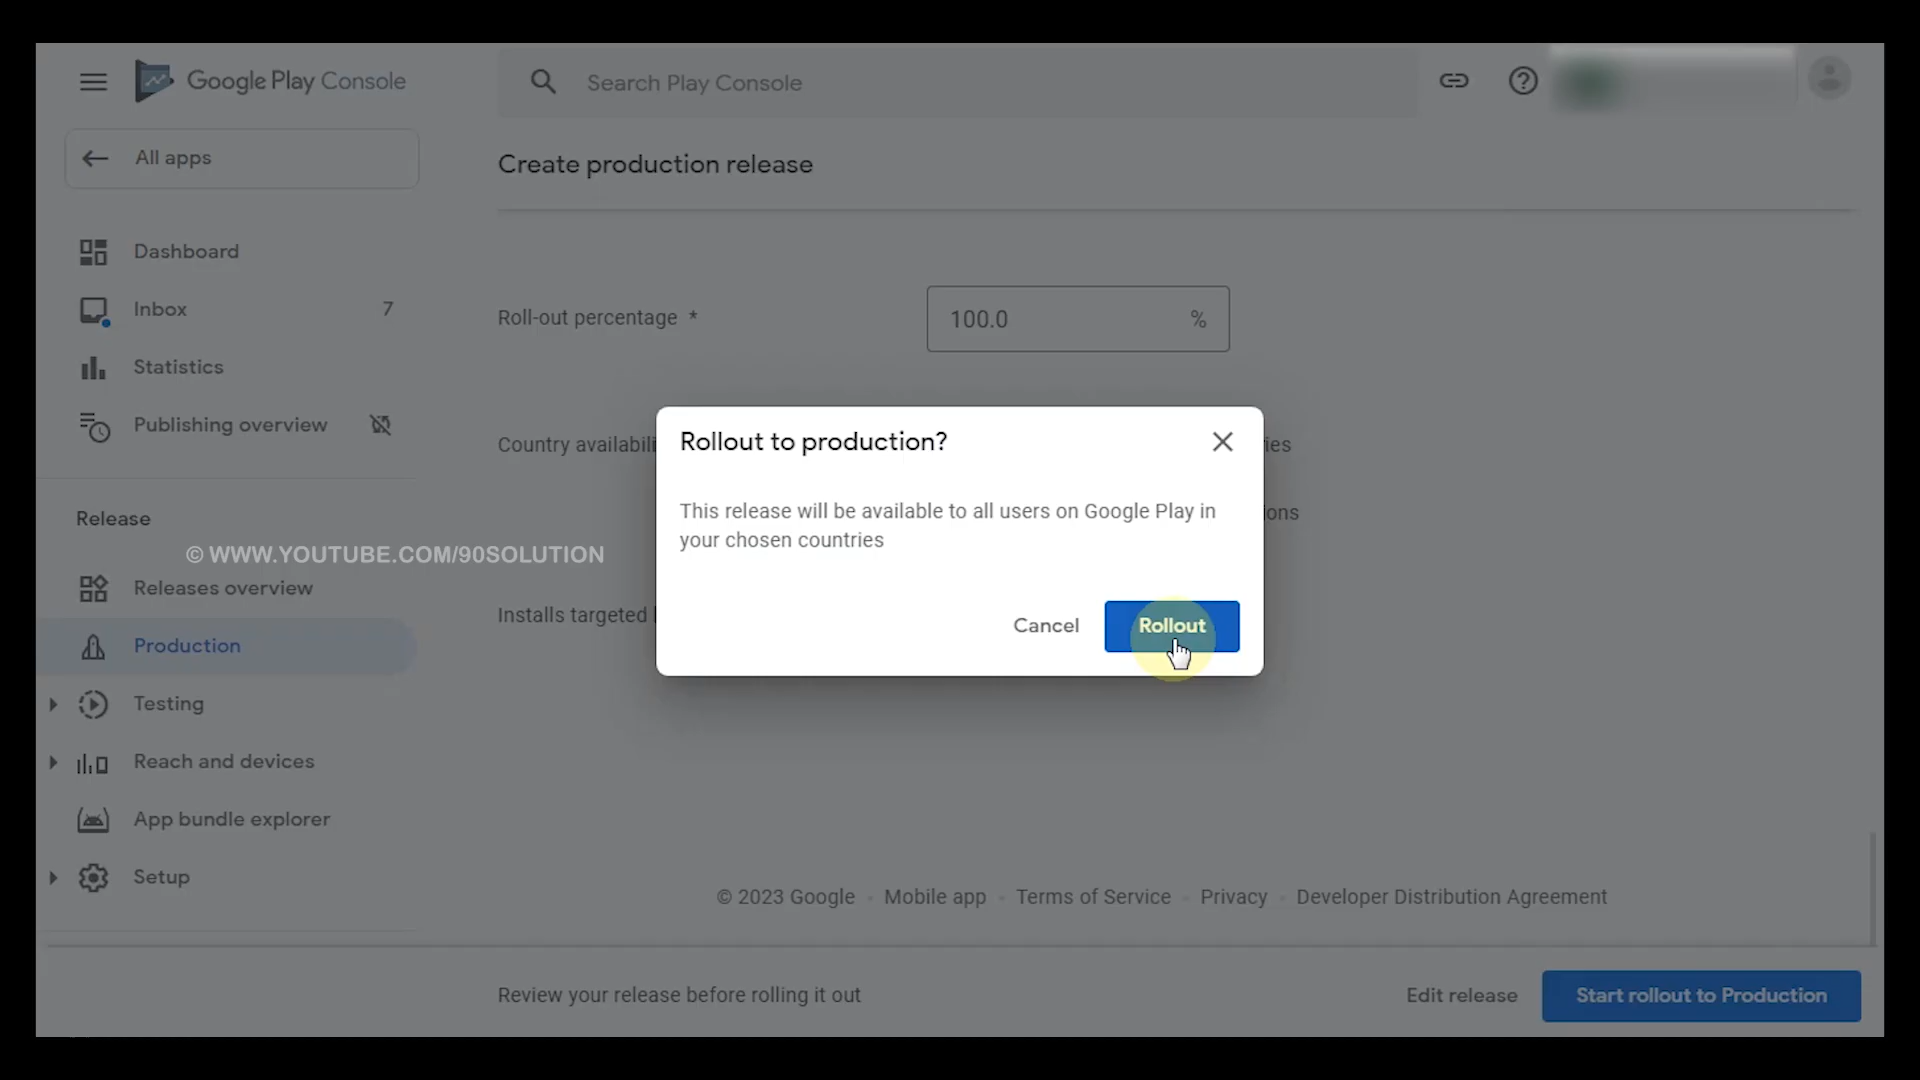 Google Play Console
Search Play Console
All apps
Create production release
Dashboard
Inbox 7
Statistics
Publishing overview
Roll-out percentage *
100.0 %
Country
Rollout to production?
This release will be available to all users on Google Play in
your chosen countries
Cancel
Rollout
Installs targeted
Release
© WWW.YOUTUBE.COM/90SOLUTION
Releases overview
Production
Testing
Reach and devices
App bundle explorer
Setup
© 2023 Google - Mobile app - Terms of Service - Privacy - Developer Distribution Agreement
Review your release before rolling it out
Edit release
Start rollout to Production